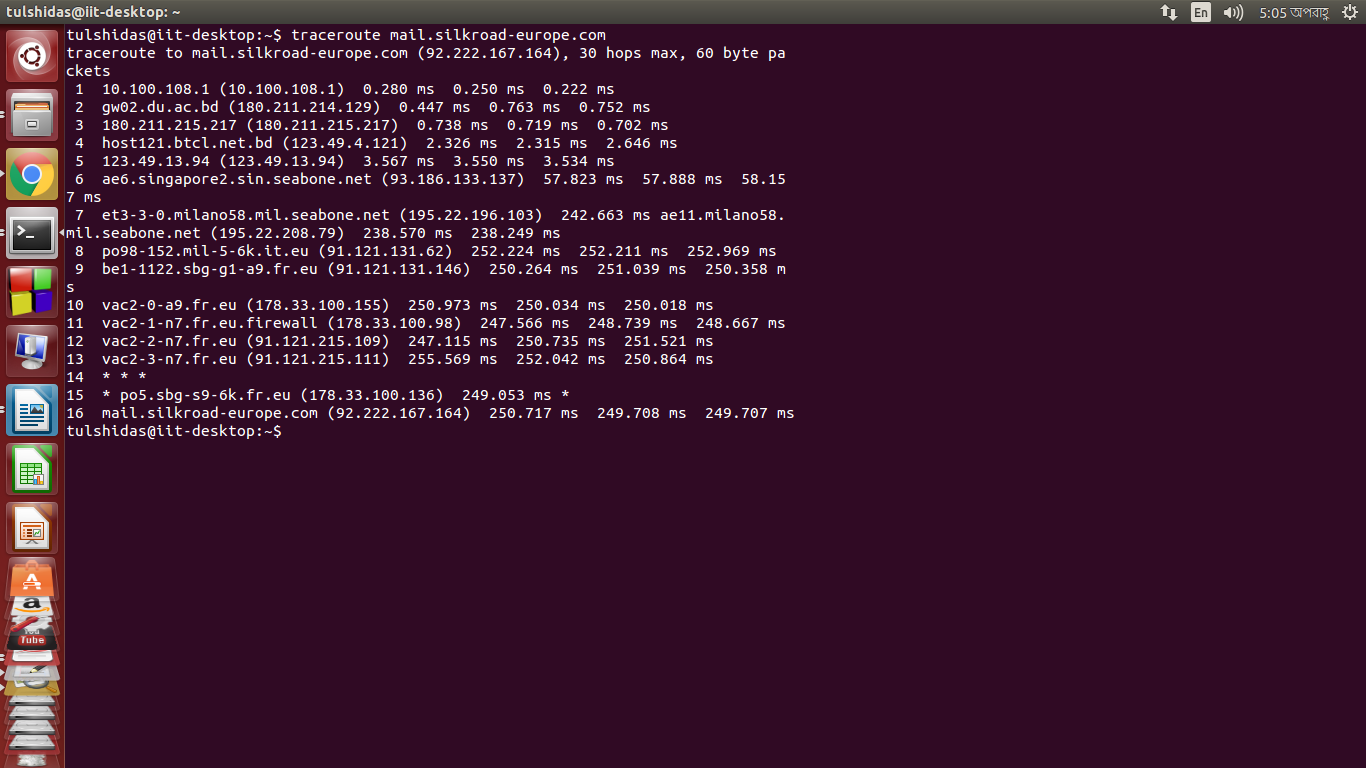 tulshidas@iit-desktop: ~
En
5:05 অপরাহ্ণ
tulshidas@iit-desktop:~$ traceroute mail.silkroad-europe.com
traceroute to mail.silkroad-europe.com (92.222.167.164), 30 hops max, 60 byte pa
ckets
 1  10.100.108.1 (10.100.108.1)  0.280 ms  0.250 ms  0.222 ms
 2  gw02.du.ac.bd (180.211.214.129)  0.447 ms  0.763 ms  0.752 ms
 3  180.211.215.217 (180.211.215.217)  0.738 ms  0.719 ms  0.702 ms
 4  host121.btcl.net.bd (123.49.4.121)  2.326 ms  2.315 ms  2.646 ms
 5  123.49.13.94 (123.49.13.94)  3.567 ms  3.550 ms  3.534 ms
 6  ae6.singapore2.sin.seabone.net (93.186.133.137)  57.823 ms  57.888 ms  58.15
7 ms
 7  et3-3-0.milano58.mil.seabone.net (195.22.196.103)  242.663 ms ae11.milano58.
mil.seabone.net (195.22.208.79)  238.570 ms  238.249 ms
 8  po98-152.mil-5-6k.it.eu (91.121.131.62)  252.224 ms  252.211 ms  252.969 ms
 9  be1-1122.sbg-g1-a9.fr.eu (91.121.131.146)  250.264 ms  251.039 ms  250.358 m
s
10  vac2-0-a9.fr.eu (178.33.100.155)  250.973 ms  250.034 ms  250.018 ms
11  vac2-1-n7.fr.eu.firewall (178.33.100.98)  247.566 ms  248.739 ms  248.667 ms
12  vac2-2-n7.fr.eu (91.121.215.109)  247.115 ms  250.735 ms  251.521 ms
13  vac2-3-n7.fr.eu (91.121.215.111)  255.569 ms  252.042 ms  250.864 ms
14  * * *
15  * po5.sbg-s9-6k.fr.eu (178.33.100.136)  249.053 ms *
16  mail.silkroad-europe.com (92.222.167.164)  250.717 ms  249.708 ms  249.707 ms
tulshidas@iit-desktop:~$
A
a
You
Tube